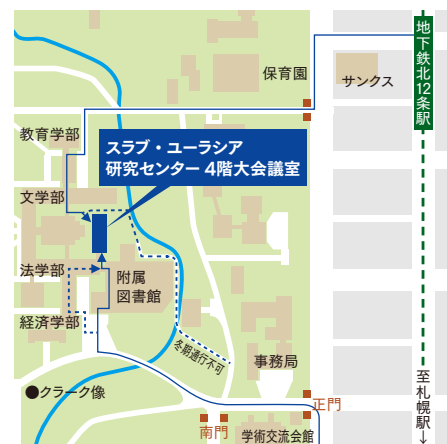 地下鉄北12条駅
保育園
サンクス
教育学部
スラブ・ユーラシア
研究センター 4階大会議室
文学部
法学部
附属
図書館
経済学部
冬期通行不可
事務局
至札幌駅↓
●クラーク像
正門
南門
学術交流会館